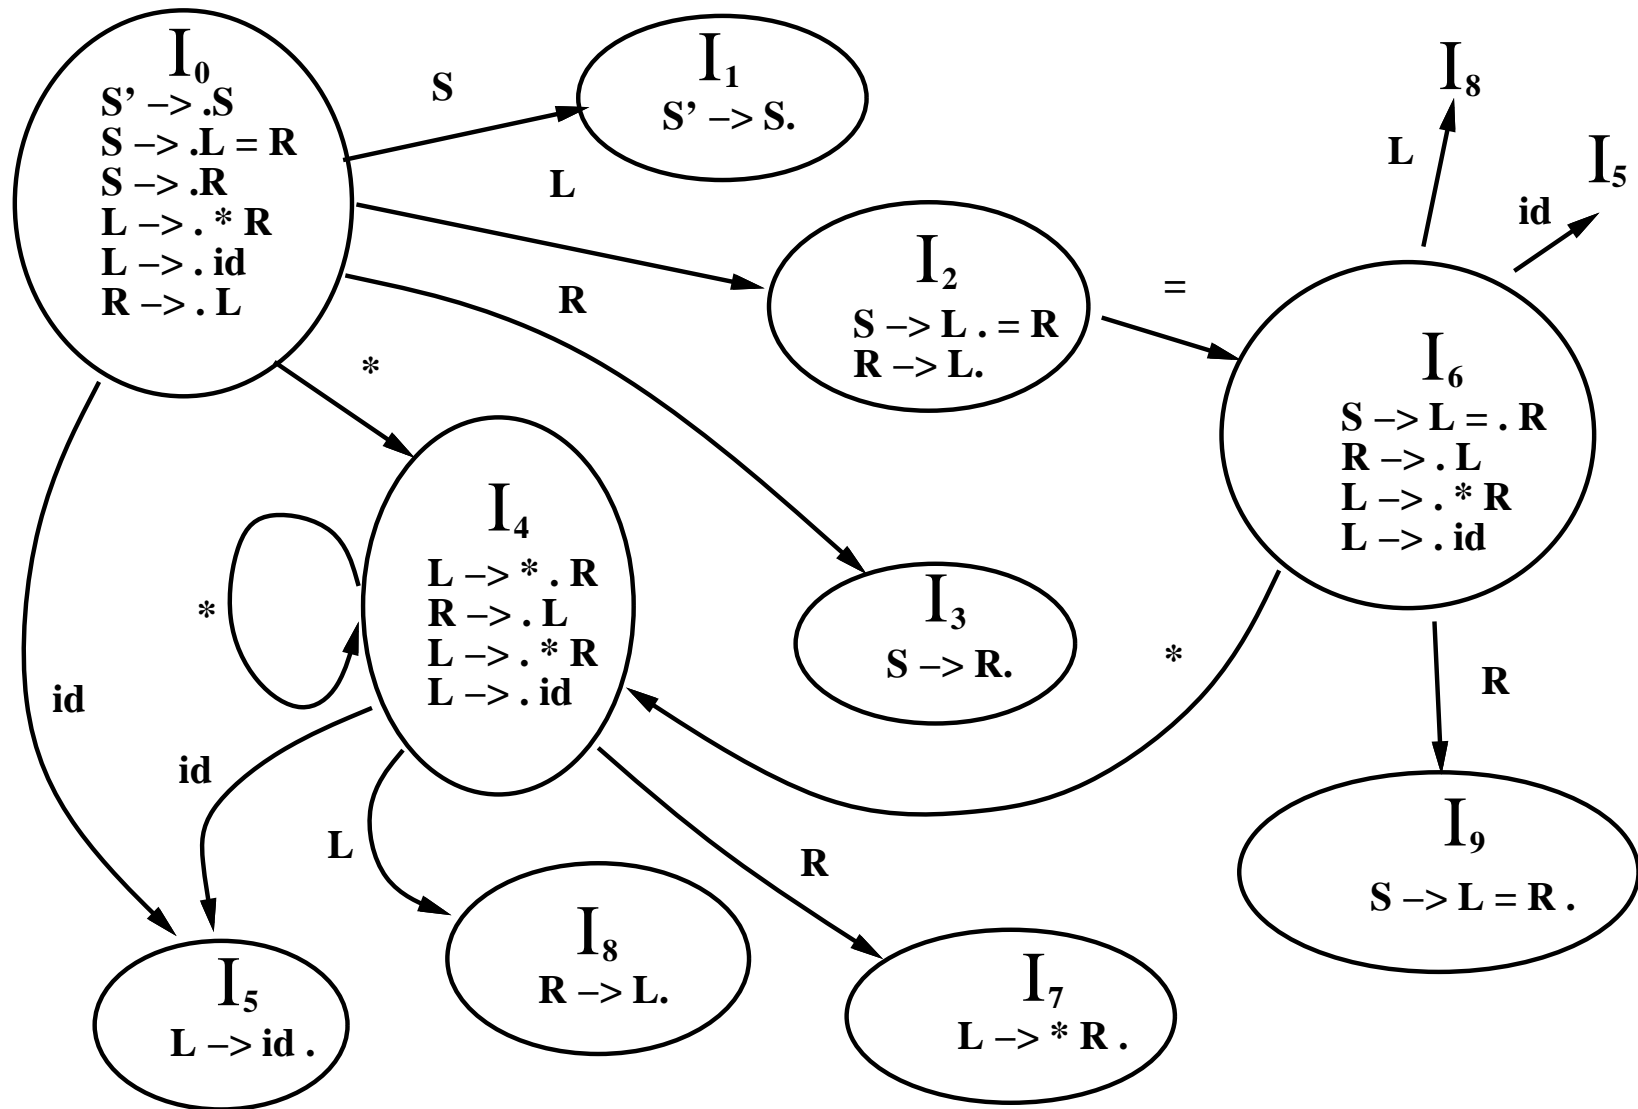 I0
S’ –> .S
S –> .L = R
S –> .R
L –> . * R
L –> . id
R –> . L
S
I1
S’ –> S.
L
I2
S –> L . = R
R –> L.
=
R
*
I8
L
I5
id
I6
S –> L = . R
R –> . L
L –> . * R
L –> . id
I4
L –> * . R
R –> . L
L –> . * R
L –> . id
*
I3
S –> R.
*
R
id
id
L
R
I9
S –> L = R .
I8
R –> L.
I7
L –> * R .
I5
L –> id .